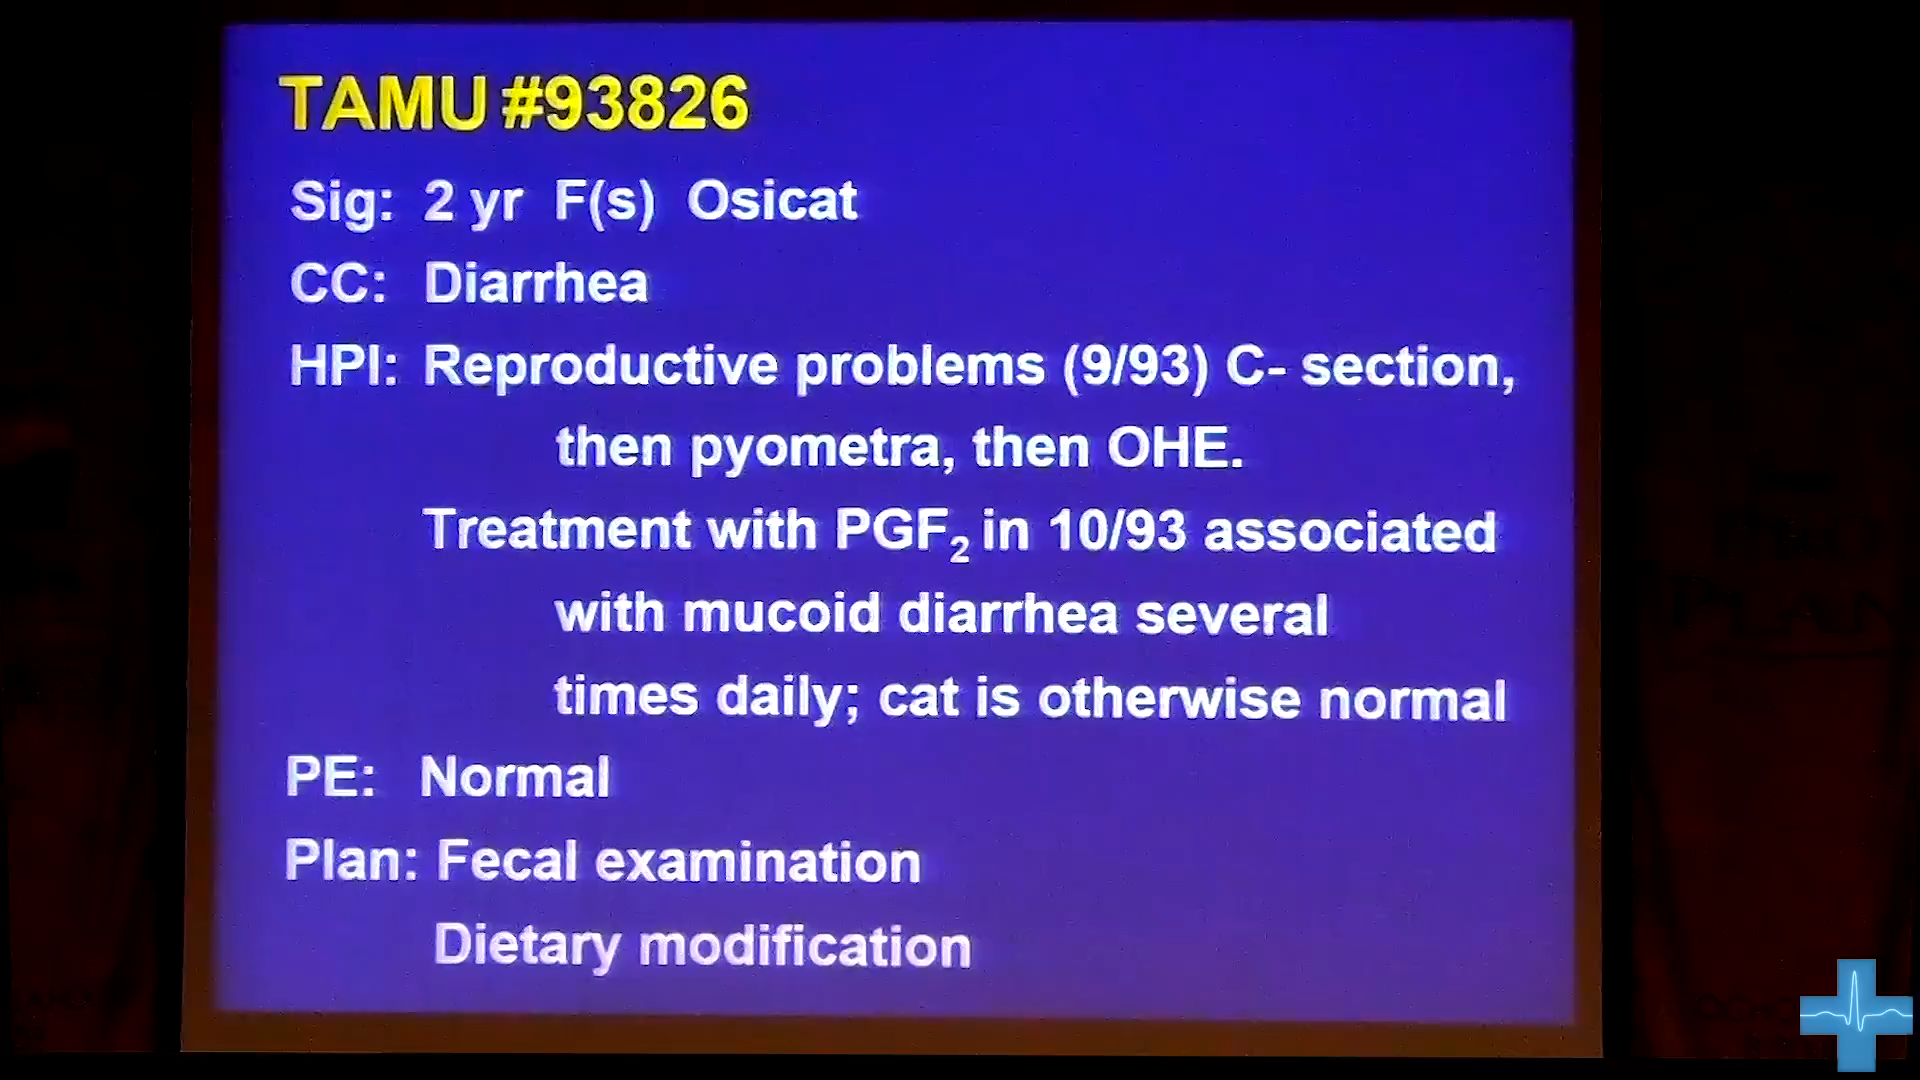 TAMU #93826
Sig: 2 yr F(s) Osicat
CC: Diarrhea
HPI: Reproductive problems (9/93) C- section,
then pyometra, then OHE.
Treatment with PGF2 in 10/93 associated
with mucoid diarrhea several
times daily; cat is otherwise normal
PE: Normal
Plan: Fecal examination
Dietary modification